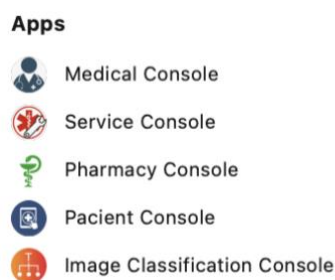 Apps
Medical Console
Service Console
Pharmacy Console
Pacient Console
Image Classification Console